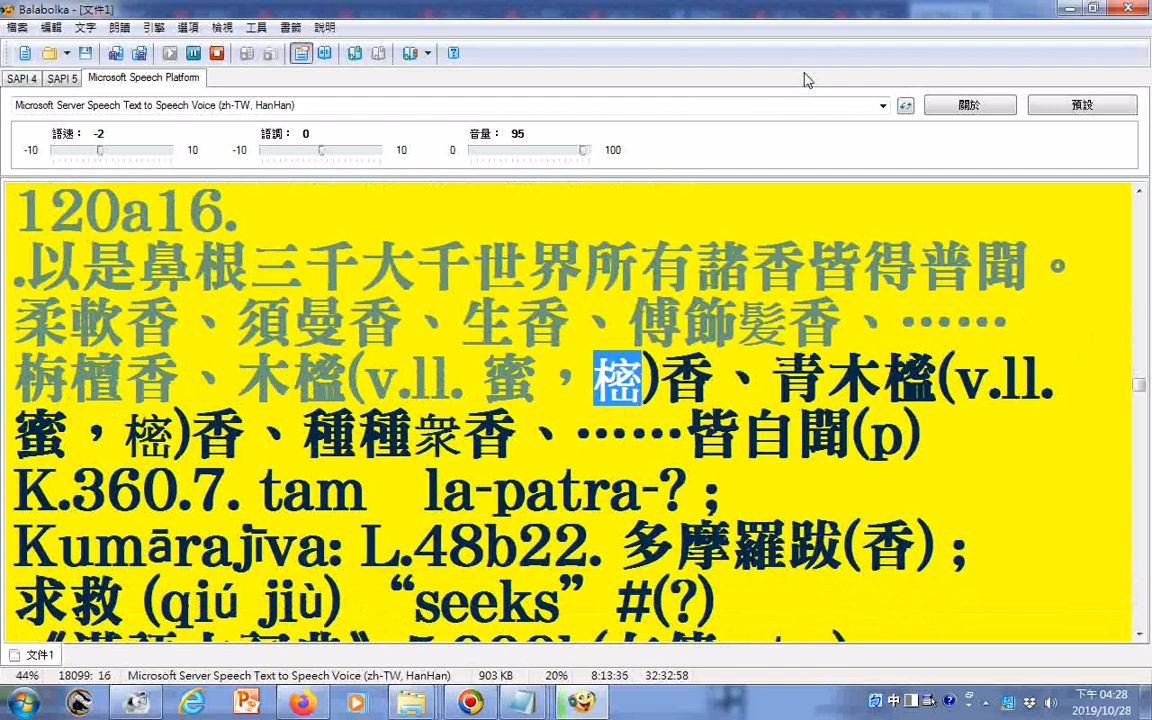 Balabolka - [文件1]
檔案 編輯 文字 朗讀 引擎 選項 檢視 工具 書籤 說明
SAPI 4 SAPI 5 Microsoft Speech Platform
Microsoft Server Speech Text to Speech Voice (zh-TW, HanHan) 關於 預設
語速： -2 語調： 0 音量： 95
-10 10 -10 10 0 100
120a16.
.以是鼻根三千大千世界所有諸香皆得普聞。
柔軟香、須曼香、生香、傅飾髮香、……
栴檀香、木櫁(v.ll. 蜜，樒)香、青木櫁(v.ll.
蜜，樒)香、種種衆香、……皆自聞(p)
K.360.7. tam la-patra-?；
Kumārajīva: L.48b22. 多摩羅跋(香)；
求救 (qiú jiù) “seeks” #(?)
文件1
44% 18099: 16 Microsoft Server Speech Text to Speech Voice (zh-TW, HanHan) 903 KB 20% 8:13:35 32:32:58
中 下午 04:28
2019/10/28